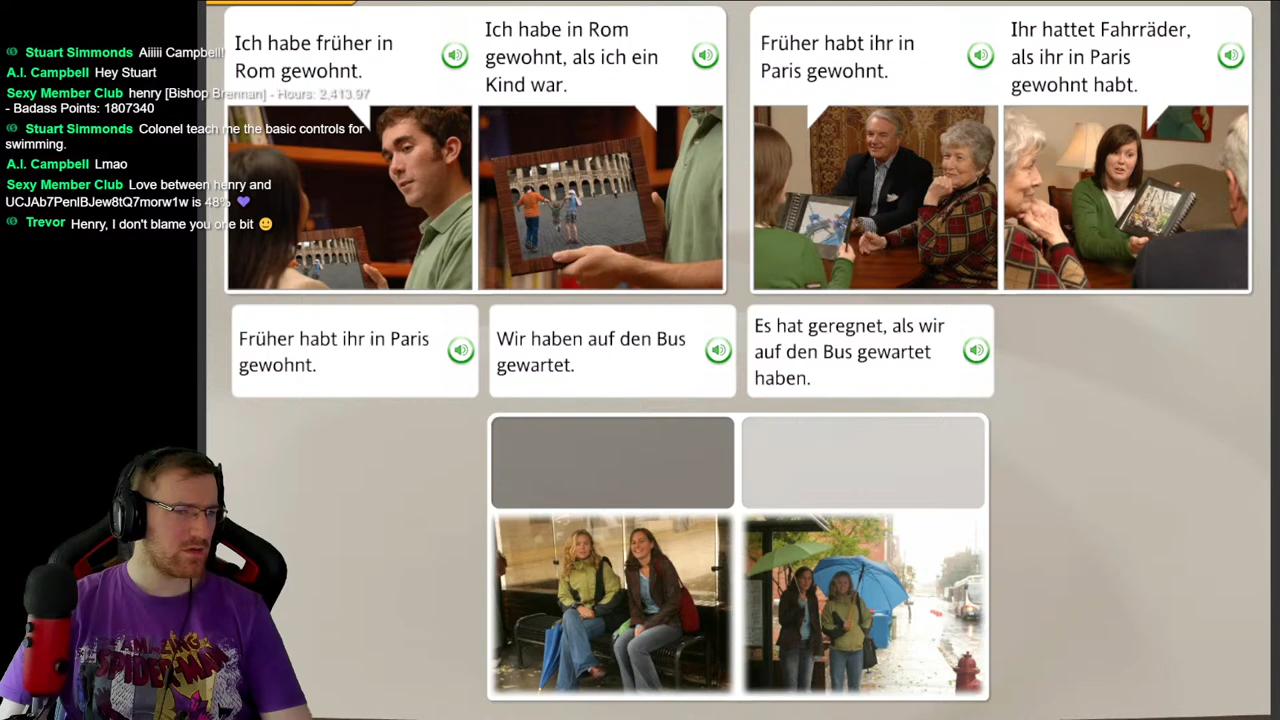 Stuart Simmonds Aiiiii Campbell!
A.I. Campbell Hey Stuart
Sexy Member Club henry [Bishop Brennan] - Hours: 2,413.97
- Badass Points: 1807340
Stuart Simmonds Colonel teach me the basic controls for
swimming.
A.I. Campbell Lmao
Sexy Member Club Love between henry and
UCJAb7PenlBJew8tQ7morw1w is 48% 💜
Trevor Henry, I don't blame you one bit 🙂
Ich habe früher in
Rom gewohnt.
Ich habe in Rom
gewohnt, als ich ein
Kind war.
Früher habt ihr in
Paris gewohnt.
Ihr hattet Fahrräder,
als ihr in Paris
gewohnt habt.
Früher habt ihr in Paris
gewohnt.
Wir haben auf den Bus
gewartet.
Es hat geregnet, als wir
auf den Bus gewartet
haben.